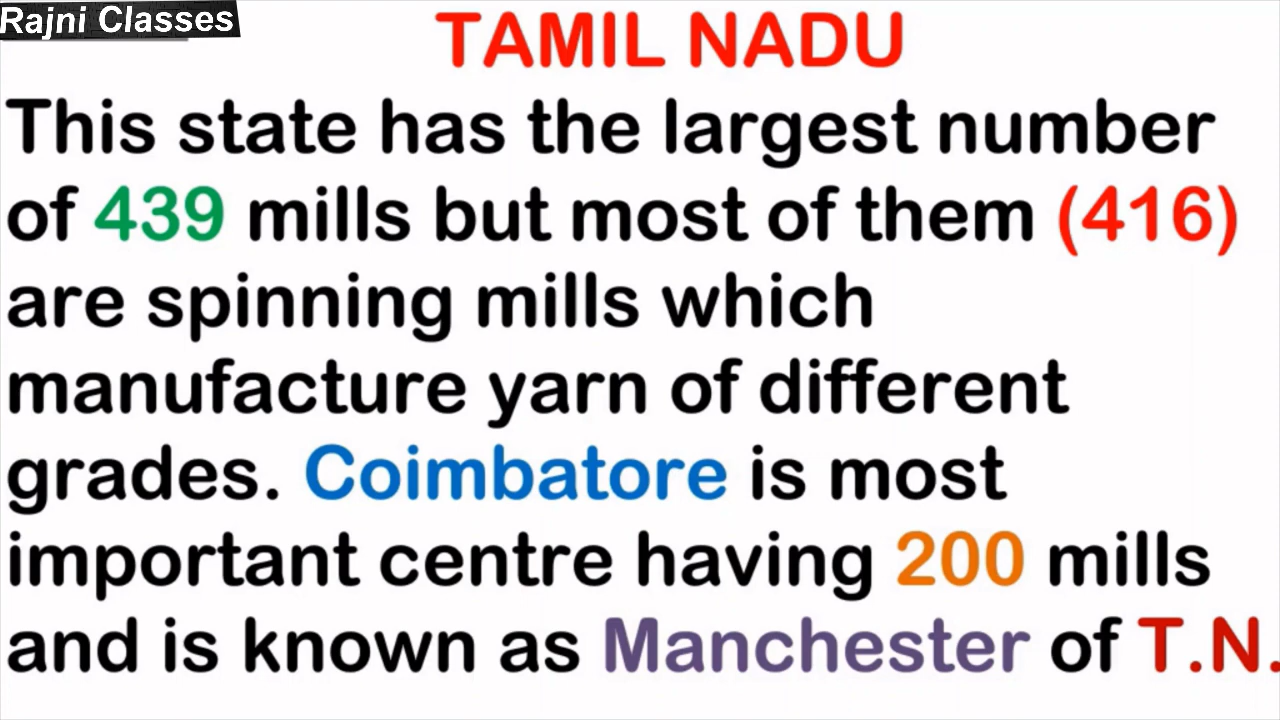 Rajni Classes
TAMIL NADU
This state has the largest number
of 439 mills but most of them (416)
are spinning mills which
manufacture yarn of different
grades. Coimbatore is most
important centre having 200 mills
and is known as Manchester of T.N.